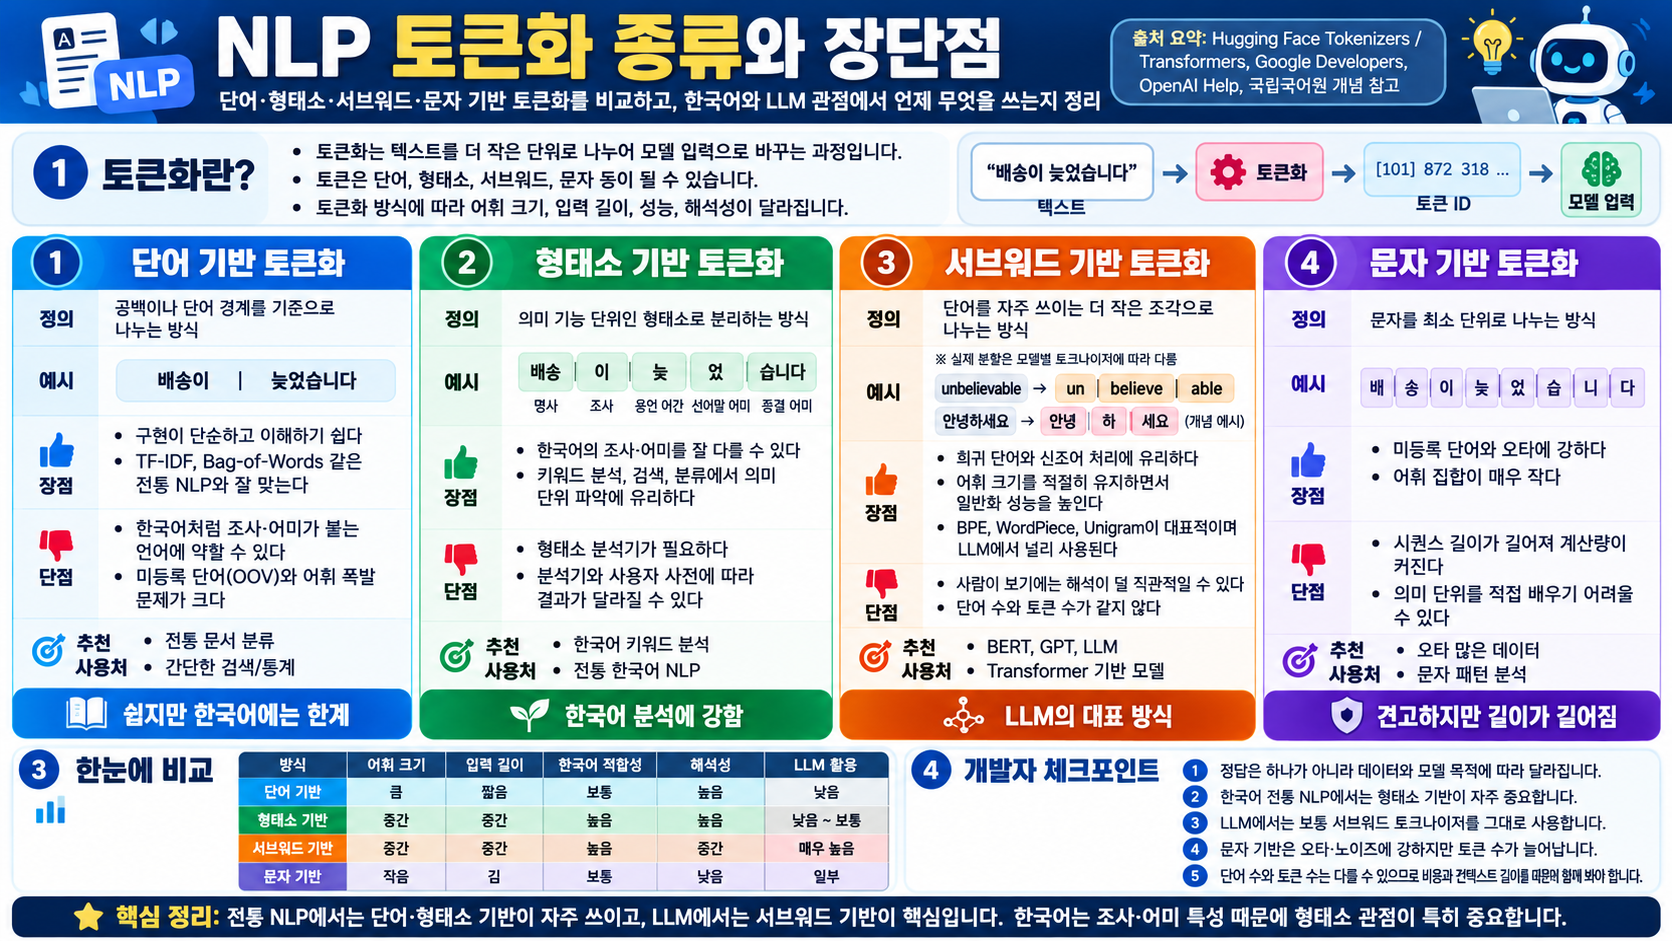 A
NLP
NLP 토큰화 종류와 장단점
단어·형태소·서브워드·문자 기반 토큰화를 비교하고, 한국어와 LLM 관점에서 언제 무엇을 쓰는지 정리
출처 요약: Hugging Face Tokenizers /
Transformers, Google Developers,
OpenAI Help, 국립국어원 개념 참고
1 토큰화란?
• 토큰화는 텍스트를 더 작은 단위로 나누어 모델 입력으로 바꾸는 과정입니다.
• 토큰은 단어, 형태소, 서브워드, 문자 동이 될 수 있습니다.
• 토큰화 방식에 따라 어휘 크기, 입력 길이, 성능, 해석성이 달라집니다.
“배송이 늦었습니다”
텍스트
토큰화
[101] 872 318 ...
토큰 ID
모델 업력
1 단어 기반 토큰화
정의
공백이나 단어 경계를 기준으로
나누는 방식
예시
배송이 | 늦었습니다
장점
• 구현이 단순하고 이해하기 쉽다
• TF-IDF, Bag-of-Words 같은
전통 NLP와 잘 맞는다
단점
• 한국어처럼 조사·어미가 붙는
언어에 약할 수 있다
• 미등록 단어(OOV)와 어휘 폭발
문제가 크다
추천
사용처
• 전통 문서 분류
• 간단한 검색/통계
쉽지만 한국어에는 한계
2 형태소 기반 토큰화
정의
의미 기능 단위인 형태소로 분리하는 방식
예시
배송 | 이 | 늦 | 었 | 습니다
명사 조사 용언 어간 선어말 어미 종결 어미
장점
• 한국어의 조사·어미를 잘 다룰 수 있다
• 키워드 분석, 검색, 분류에서 의미
단위 파악에 유리하다
단점
• 형태소 분석기가 필요하다
• 분석기와 사용자 사전에 따라
결과가 달라질 수 있다
추천
사용처
• 한국어 키워드 분석
• 전통 한국어 NLP
한국어 분석에 강함
3 서브워드 기반 토큰화
정의
단어를 자주 쓰이는 더 작은 조각으로
나누는 방식
예시
※ 실제 분할은 모델별 토크나이저에 따라 다름
unbelievable → un | believe | able
안녕하세요 → 안녕 | 하 | 세요 (개념 예시)
장점
• 희귀 단어와 신조어 처리에 유리하다
• 어휘 크기를 적절히 유지하면서
일반화 성능을 높인다
• BPE, WordPiece, Unigram이 대표적이며
LLM에서 널리 사용된다
단점
• 사람이 보기에는 해석이 덜 직관적일 수 있다
• 단어 수와 토큰 수가 같지 않다
추천
사용처
• BERT, GPT, LLM
• Transformer 기반 모델
LLM의 대표 방식
4 문자 기반 토큰화
정의
문자를 최소 단위로 나누는 방식
예시
배 | 송 | 이 | 늦 | 었 | 습 | 니 | 다
장점
• 미등록 단어와 오타에 강하다
• 어휘 집합이 매우 작다
단점
• 시퀀스 길이가 길어져 계산량이
커진다
• 의미 단위를 직접 배우기 어려울
수 있다
추천
사용처
• 오타 많은 데이터
• 문자 패턴 분석
견고하지만 길이가 길어짐
3 한눈에 비교
방식 어휘 크기 입력 길이 한국어 적합성 해석성 LLM 활용
단어 기반 큼 짧음 보통 높음 낮음
형태소 기반 중간 중간 높음 높음 낮음 ~ 보통
서브워드 기반 중간 중간 높음 중간 매우 높음
문자 기반 작음 김 보통 낮음 일부
4 개발자 체크포인트
1 정답은 하나가 아니라 데이터와 모델 목적에 따라 달라집니다.
2 한국어 전통 NLP에서는 형태소 기반이 자주 중요합니다.
3 LLM에서는 보통 서브워드 토크나이저를 그대로 사용합니다.
4 문자 기반은 오타·노이즈에 강하지만 토큰 수가 늘어납니다.
5 단어 수와 토큰 수는 다를 수 있으므로 비용과 컨텍스트 길이를 때문에 함께 봐야 합니다.
핵심 정리: 전통 NLP에서는 단어·형태소 기반이 자주 쓰이고, LLM에서는 서브워드 기반이 핵심입니다. 한국어는 조사·어미 특성 때문에 형태소 관점이 특히 중요합니다.